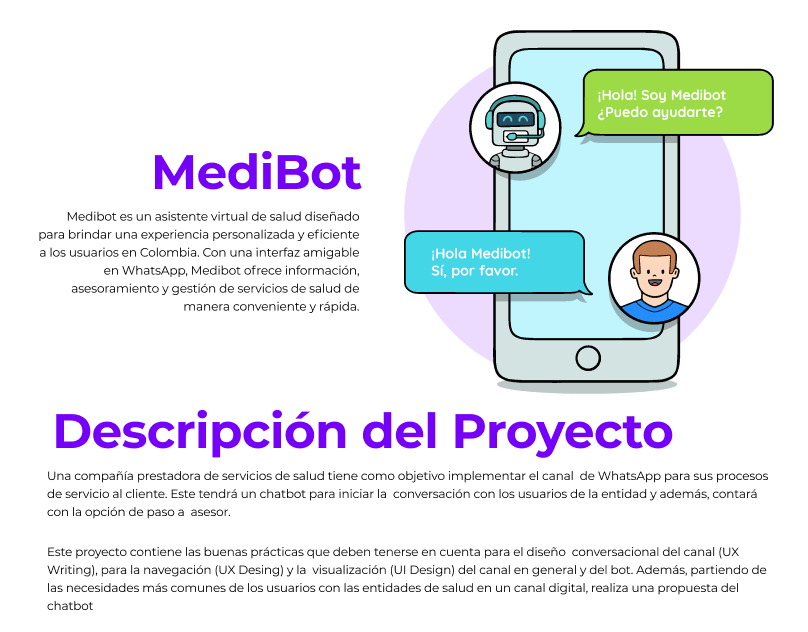 ¡Hola! Soy Medibot
¿Puedo ayudarte?
MediBot
Medibot es un asistente virtual de salud diseñado
para brindar una experiencia personalizada y eficiente
a los usuarios en Colombia. Con una interfaz amigable
en WhatsApp, Medibot ofrece información,
asesoramiento y gestión de servicios de salud de
manera conveniente y rápida.
¡Hola Medibot!
Sí, por favor.
Descripción del Proyecto
Una compañía prestadora de servicios de salud tiene como objetivo implementar el canal de WhatsApp para sus procesos
de servicio al cliente. Este tendrá un chatbot para iniciar la conversación con los usuarios de la entidad y además, contará
con la opción de paso a asesor.
Este proyecto contiene las buenas prácticas que deben tenerse en cuenta para el diseño conversacional del canal (UX
Writing), para la navegación (UX Desing) y la visualización (UI Design) del canal en general y del bot. Además, partiendo de
las necesidades más comunes de los usuarios con las entidades de salud en un canal digital, realiza una propuesta del
chatbot